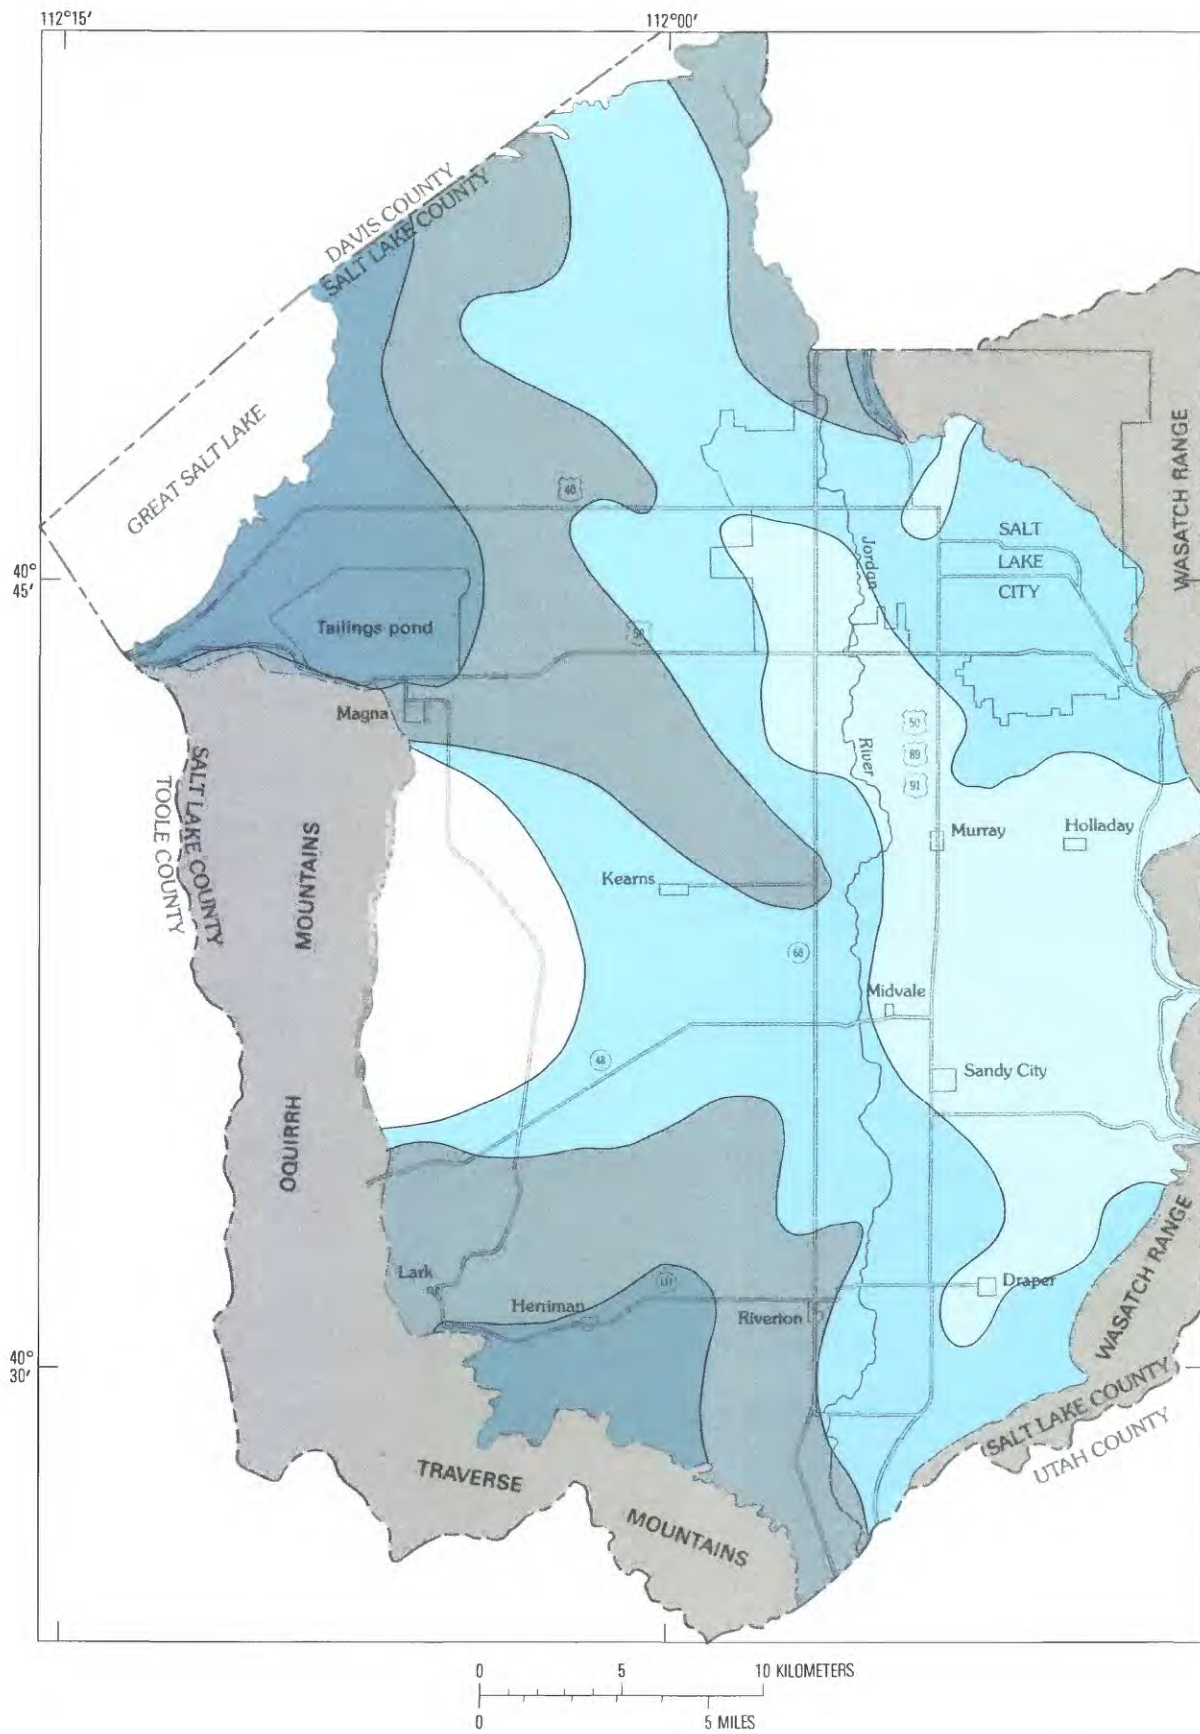 112°15′
112°00′
DAVIS COUNTY
SALT LAKE COUNTY
GREAT SALT LAKE
WASATCH RANGE
40
SALT
LAKE
CITY
Jordan
40°
45′
Tailings pond
50
Magna
River
50
89
91
SALT LAKE COUNTY
TOOLE COUNTY
Murray
Holladay
Kearns
MOUNTAINS
68
Midvale
48
Sandy City
OQUIRRH
WASATCH RANGE
Lark
111
Draper
Herriman
Riverton
40°
30′
SALT LAKE COUNTY
UTAH COUNTY
TRAVERSE
MOUNTAINS
0 5 10 KILOMETERS
0 5 MILES